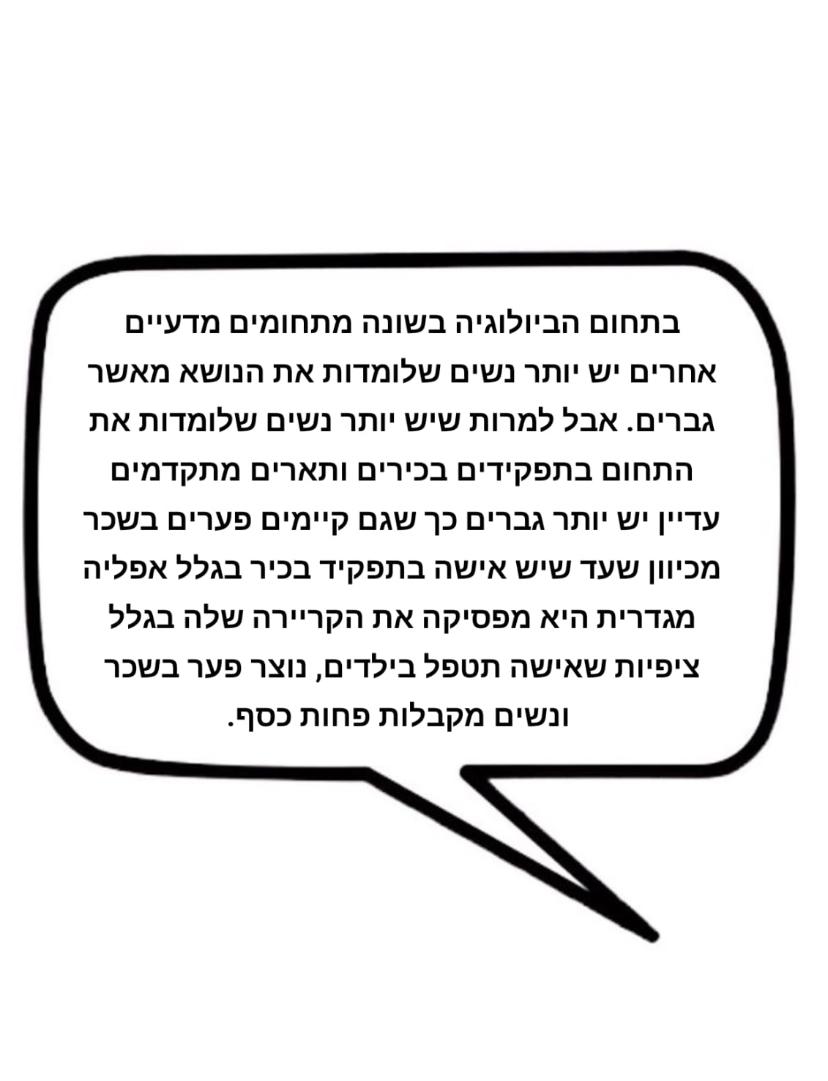 בתחום הביולוגיה בשונה מתחומים מדעיים
אחרים יש יותר נשים שלומדות את הנושא מאשר
גברים. אבל למרות שיש יותר נשים שלומדות את
התחום בתפקידים בכירים ותארים מתקדמים
עדיין יש יותר גברים כך שגם קיימים פערים בשכר
מכיוון שעד שיש אישה בתפקיד בכיר בגלל אפליה
מגדרית היא מפסיקה את הקריירה שלה בגלל
ציפיות שאישה תטפל בילדים, נוצר פער בשכר
ונשים מקבלות פחות כסף.